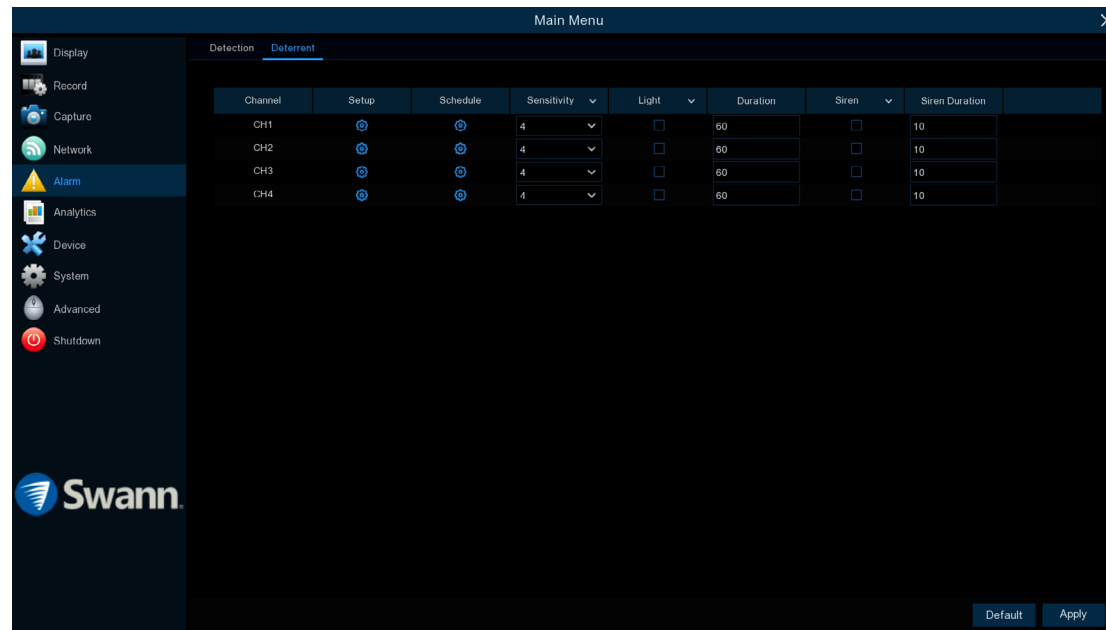 Main Menu
X
Display
Record
Capture
Network
Alarm
Analytics
Device
System
Advanced
Shutdown
Swann.
Detection Deterrent
Channel Setup Schedule Sensitivity Light Duration Siren Siren Duration
CH1 4 60 10
CH2 4 60 10
CH3 4 60 10
CH4 4 60 10
Default Apply